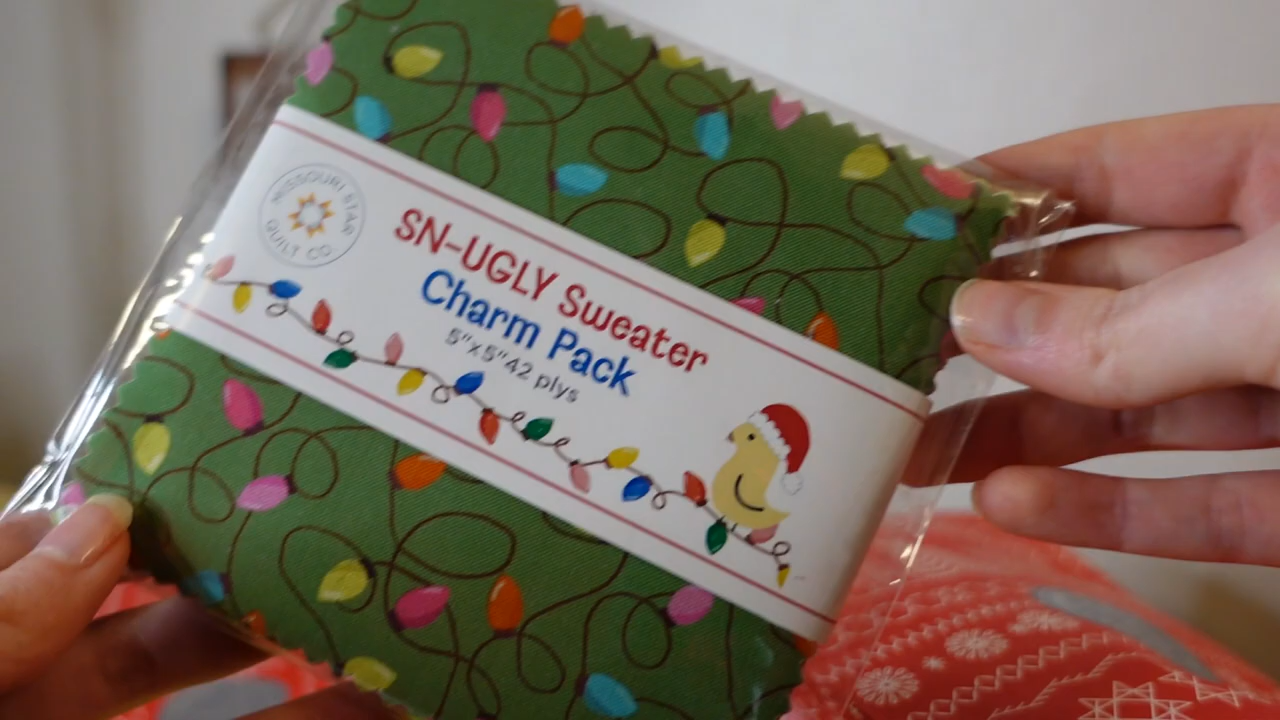 MISSOURI STAR
QUILT CO
SN-UGLY Sweater
Charm Pack
5"x5"42 plys